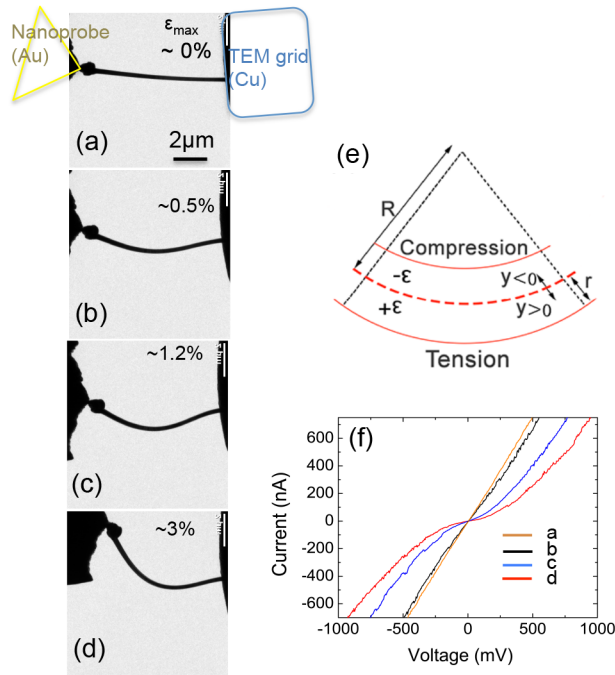 Nanoprobe
(Au)
ε max
~ 0%
TEM grid
(Cu)
(a)
2μm
~0.5%
(b)
~1.2%
(c)
~3%
(d)
(e)
R
Compression
-ε
y<0
r
+ε
y>0
Tension
(f)
Current (nA)
600
400
200
0
-200
-400
-600
a
b
c
d
-1000
-500
0
500
1000
Voltage (mV)